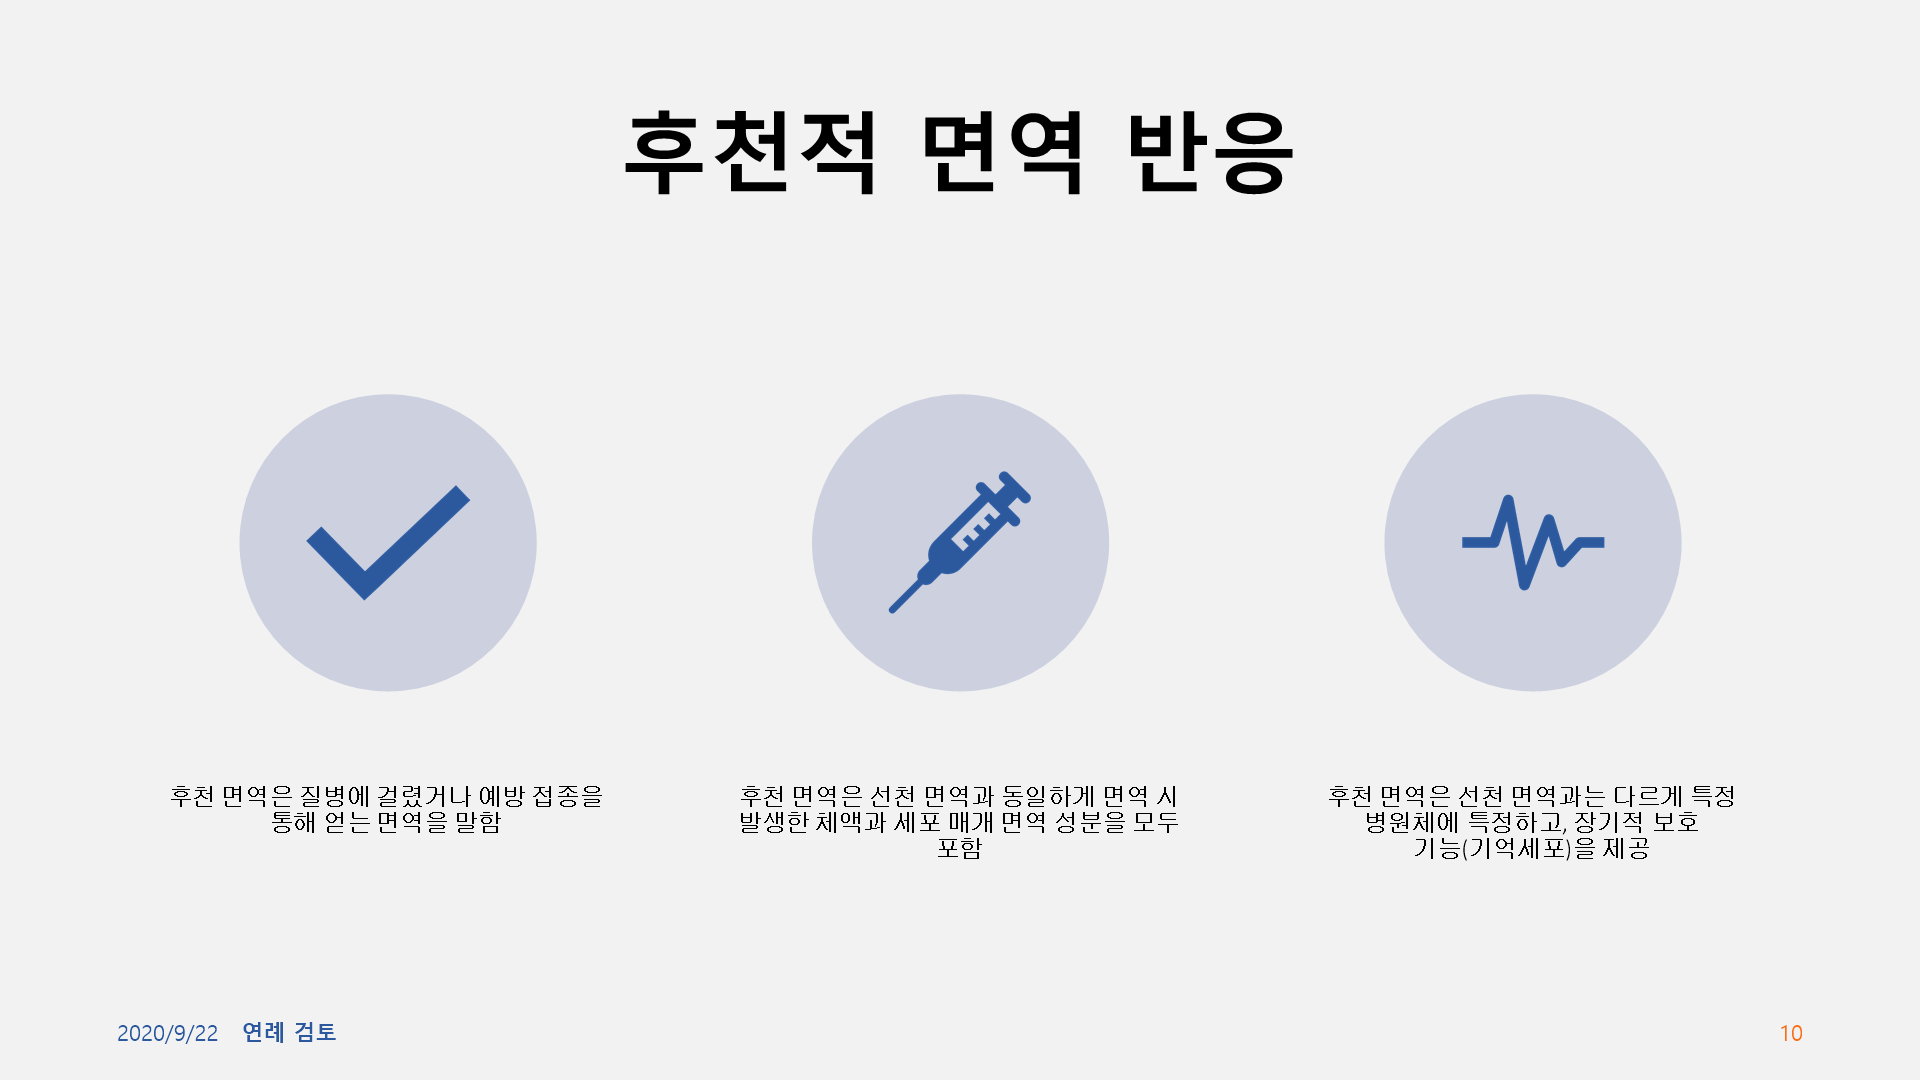 후천적 면역 반응
후천 면역은 질병에 걸렸거나 예방 접종을
통해 얻는 면역을 말함
후천 면역은 선천 면역과 동일하게 면역 시
발생한 체액과 세포 매개 면역 성분을 모두
포함
후천 면역은 선천 면역과는 다르게 특정
병원체에 특정하고, 장기적 보호
기능(기억세포)을 제공
2020/9/22 연례 검토
10